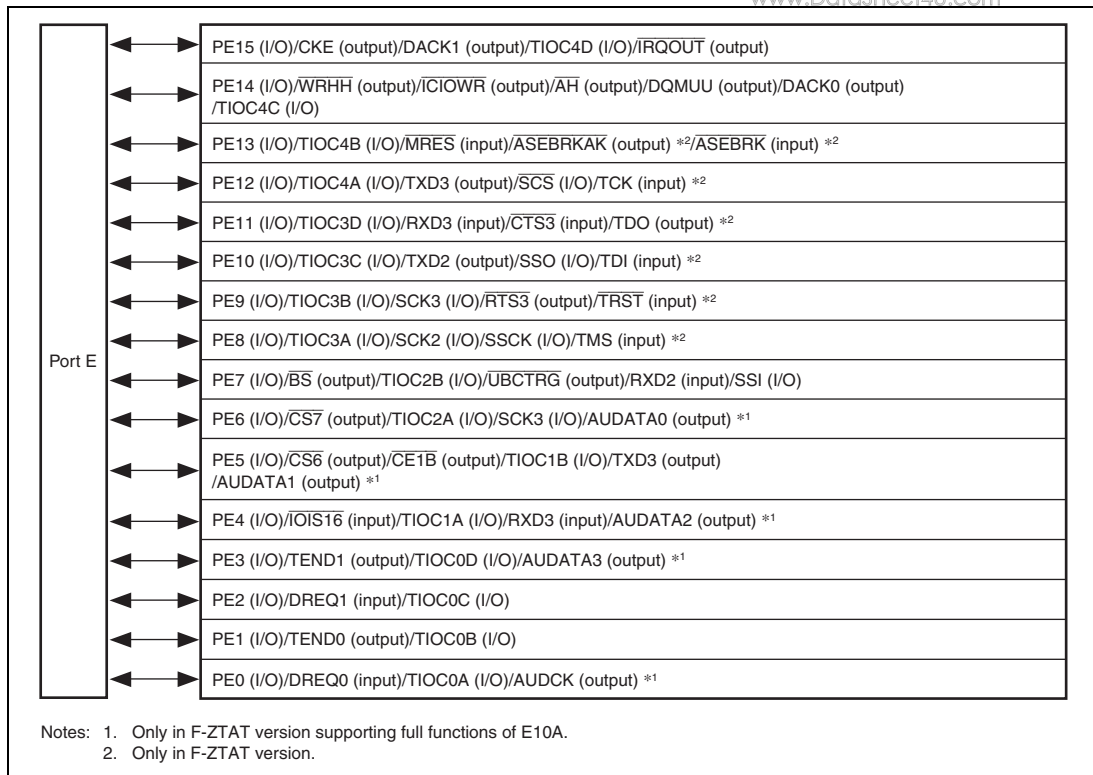 www.DataSheet4U.com
PE15 (I/O)/CKE (output)/DACK1 (output)/TIOC4D (I/O)/IRQOUT (output)
PE14 (I/O)/WRHH (output)/ICIOWR (output)/AH (output)/DQMUU (output)/DACK0 (output)
/TIOC4C (I/O)
PE13 (I/O)/TIOC4B (I/O)/MRES (input)/ASEBRKAK (output) *2/ASEBRK (input) *2
PE12 (I/O)/TIOC4A (I/O)/TXD3 (output)/SCS (I/O)/TCK (input) *2
PE11 (I/O)/TIOC3D (I/O)/RXD3 (input)/CTS3 (input)/TDO (output) *2
PE10 (I/O)/TIOC3C (I/O)/TXD2 (output)/SSO (I/O)/TDI (input) *2
PE9 (I/O)/TIOC3B (I/O)/SCK3 (I/O)/RTS3 (output)/TRST (input) *2
PE8 (I/O)/TIOC3A (I/O)/SCK2 (I/O)/SSCK (I/O)/TMS (input) *2
Port E
PE7 (I/O)/BS (output)/TIOC2B (I/O)/UBCTRG (output)/RXD2 (input)/SSI (I/O)
PE6 (I/O)/CS7 (output)/TIOC2A (I/O)/SCK3 (I/O)/AUDATA0 (output) *1
PE5 (I/O)/CS6 (output)/CE1B (output)/TIOC1B (I/O)/TXD3 (output)
/AUDATA1 (output) *1
PE4 (I/O)/IOIS16 (input)/TIOC1A (I/O)/RXD3 (input)/AUDATA2 (output) *1
PE3 (I/O)/TEND1 (output)/TIOC0D (I/O)/AUDATA3 (output) *1
PE2 (I/O)/DREQ1 (input)/TIOC0C (I/O)
PE1 (I/O)/TEND0 (output)/TIOC0B (I/O)
PE0 (I/O)/DREQ0 (input)/TIOC0A (I/O)/AUDCK (output) *1
Notes: 1. Only in F-ZTAT version supporting full functions of E10A.
2. Only in F-ZTAT version.